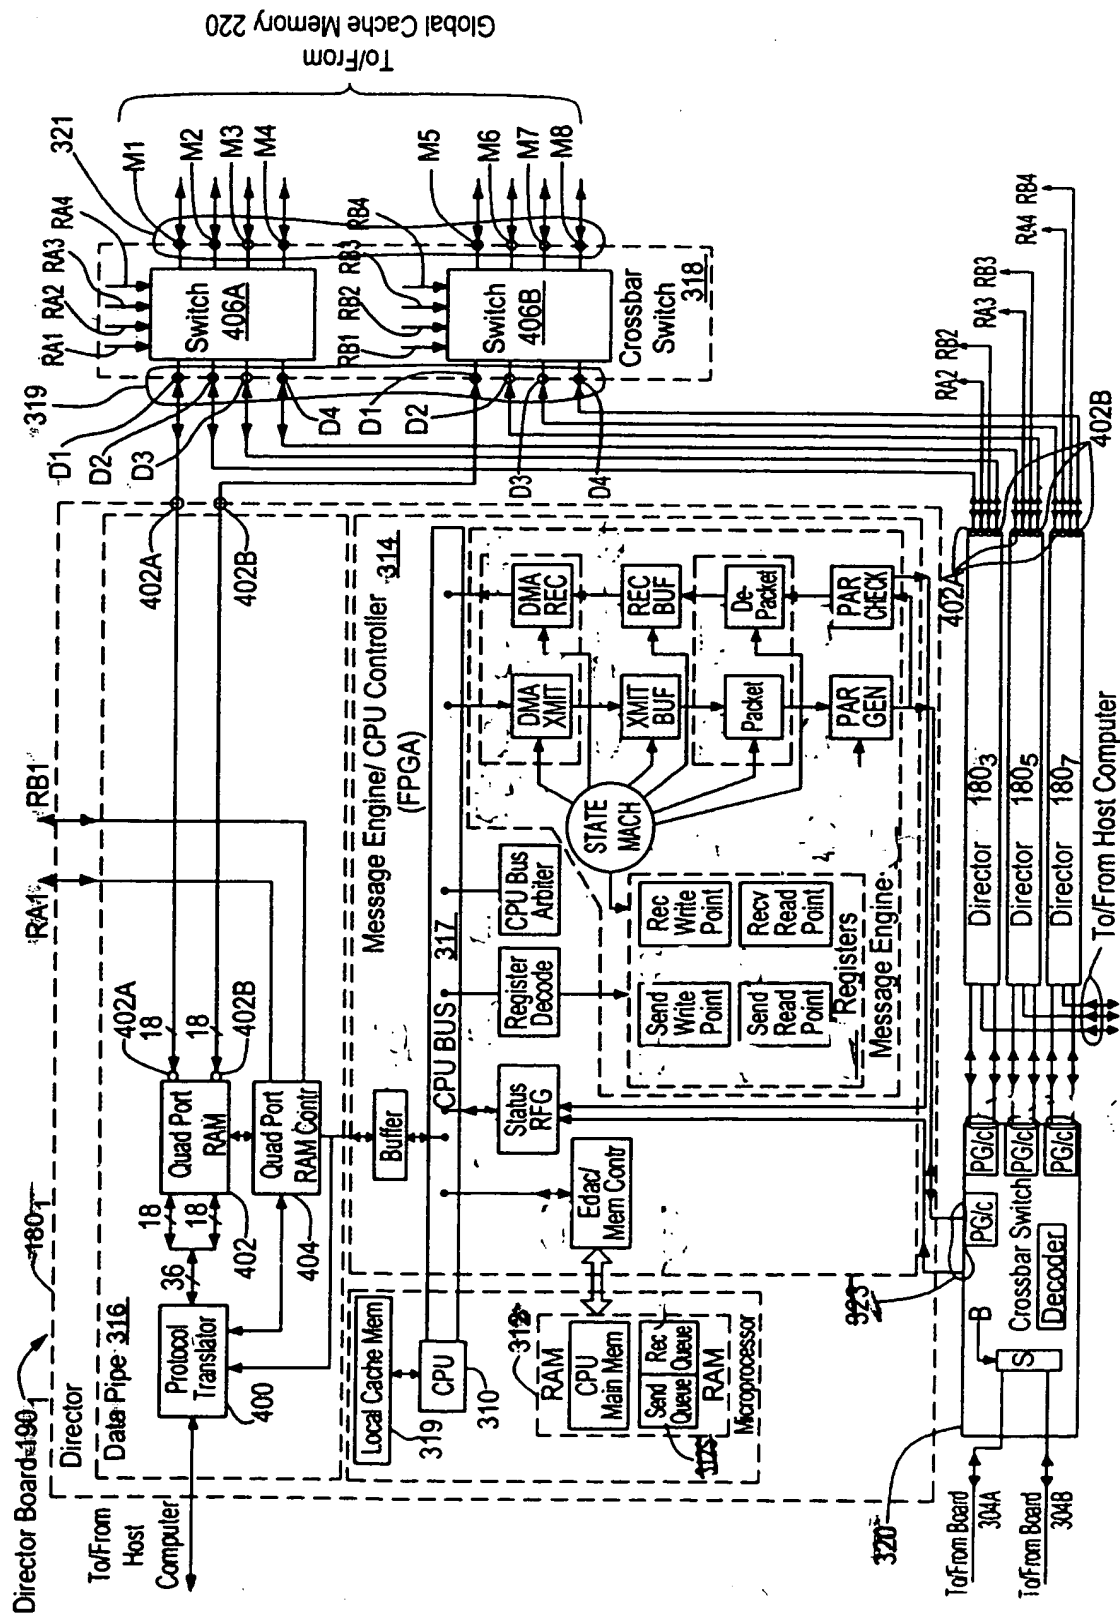 Director Board 190₁
180₁
To/From
Host
Computer
Director
Data Pipe 316
Protocol
Translator
400
36
18
18
Quad Port
RAM
402
Quad Port
RAM Contr
404
402A
18
18
402B
RA1
RB1
402A
402B
Local Cache Mem
319
CPU
310
RAM
CPU
Main Mem
Send
Queue
Rec
Queue
RAM
Microprocessor
Message Engine/ CPU Controller
(FPGA)
314
CPU BUS 317
Buffer
Edac/
Mem Contr
Status
RFG
Register
Decode
CPU Bus
Arbiter
STATE
MACH
DMA
XMIT
DMA
REC
XMIT
BUF
REC
BUF
Packet
De-
Packet
PAR
GEN
PAR
CHECK
Send
Write
Point
Rec
Write
Point
Send
Read
Point
Recv
Read
Point
Registers
Message Engine
319
D1
D2
D3
D4
D1
D2
D3
D4
RA1
RA2
RA3
RA4
Switch
406A
RB1
RB2
RB3
RB4
Switch
406B
Crossbar
Switch
318
321
M1
M2
M3
M4
M5
M6
M7
M8
To/From
Global Cache Memory 220
To/From Board
304A
To/From Board
304B
320
S
B
Crossbar Switch
Decoder
PG/c
PG/c
PG/c
PG/c
Director 180₃
Director 180₅
Director 180₇
To/From Host Computer
402A
402B
RA2
RB2
RA3
RB3
RA4
RB4